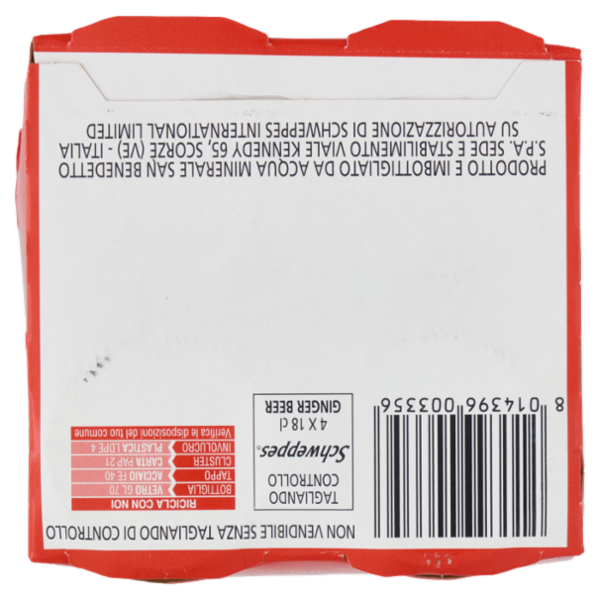 NON VENDIBILE SENZA TAGLIANDO DI CONTROLLO
8 014396 003356
TAGLIANDO
CONTROLLO
Schweppes®
4 X 18 cl
GINGER BEER
RICICLA CON NOI
BOTTIGLIA VETRO GL 70
TAPPO ACCIAIO FE 40
CLUSTER CARTA PAP 21
INVOLUCRO PLASTICA LDPE 4
Verifica le disposizioni del tuo comune
PRODOTTO E IMBOTTIGLIATO DA ACQUA MINERALE SAN BENEDETTO
S.P.A. SEDE E STABILIMENTO VIALE KENNEDY 65, SCORZE (VE) - ITALIA
SU AUTORIZZAZIONE DI SCHWEPPES INTERNATIONAL LIMITED